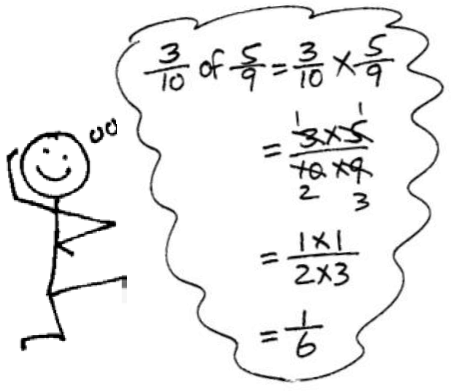 3/10 of 5/9 = 3/10 × 5/9
= 1 1 3×5 / 10×9 2 3
= 1×1 / 2×3
= 1/6